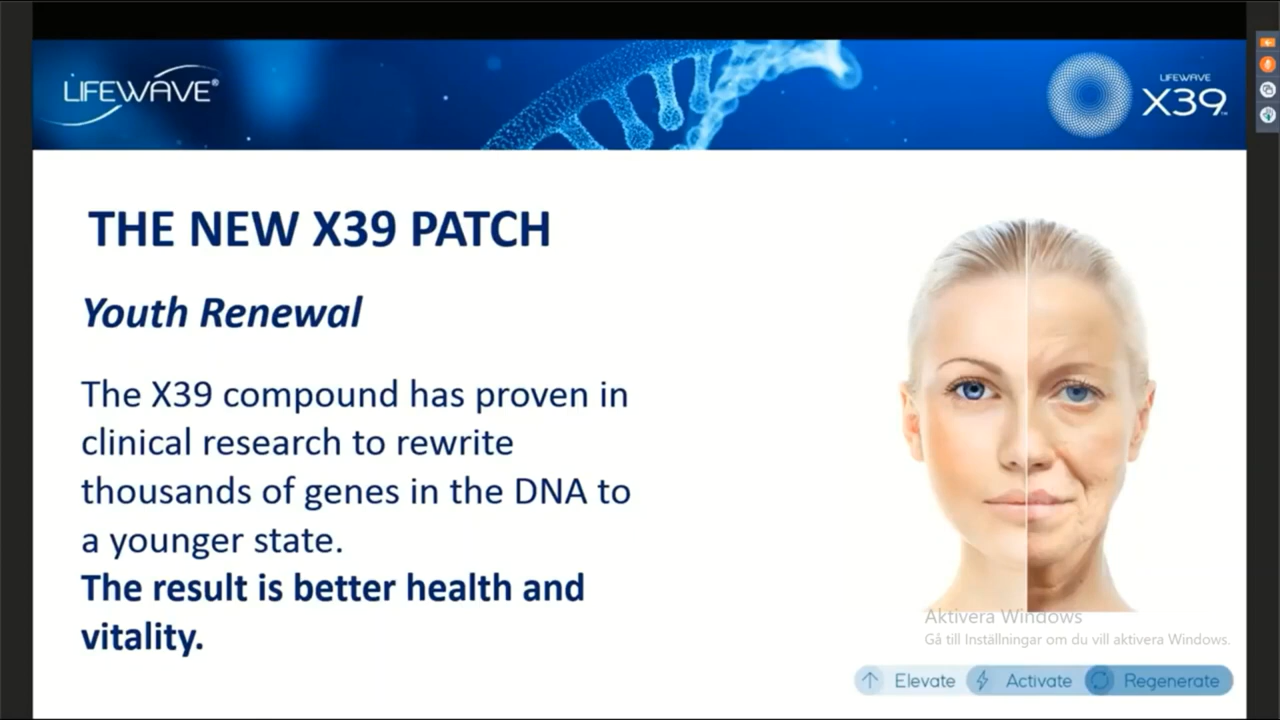 LIFEWAVE®
LIFEWAVE
X39™
THE NEW X39 PATCH
Youth Renewal
The X39 compound has proven in
clinical research to rewrite
thousands of genes in the DNA to
a younger state.
The result is better health and
vitality.
Aktivera Windows
Gå till Inställningar om du vill aktivera Windows.
Elevate Activate Regenerate